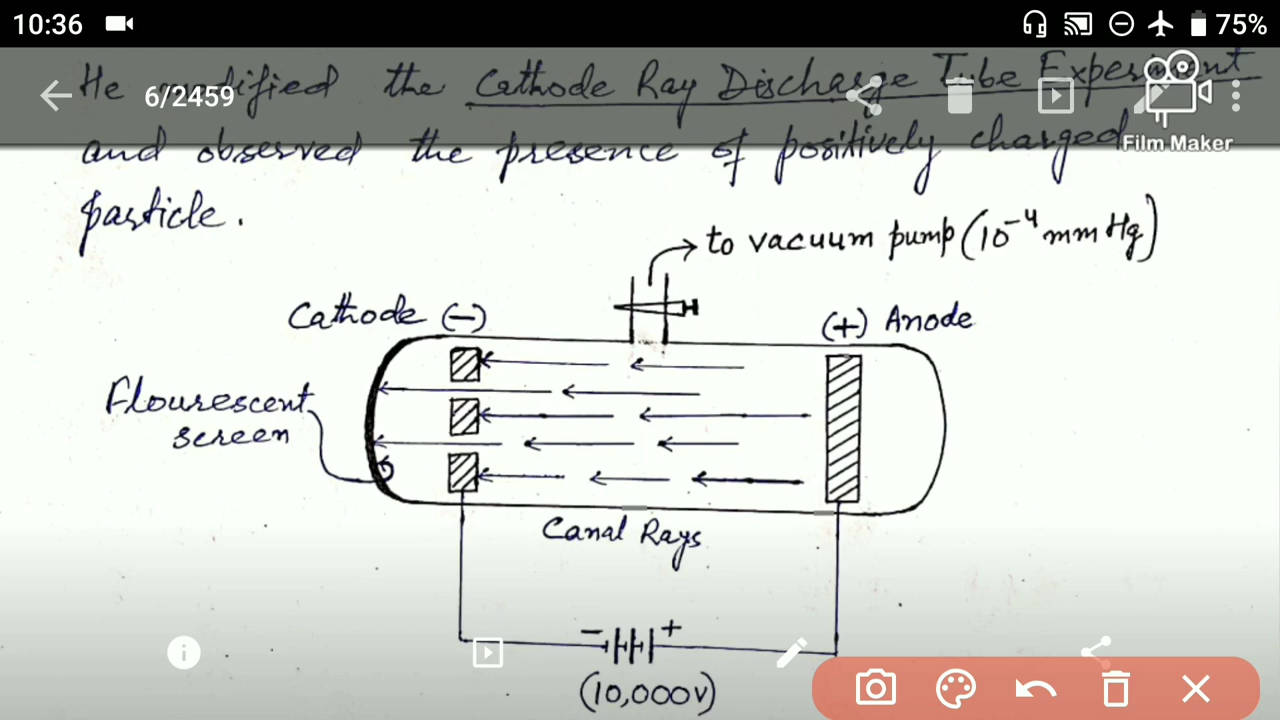 10:36
75%
6/2459
He modified the Cathode Ray Discharge Tube Experiment
Film Maker
and observed the presence of positively charged
particle.
to vacuum pump (10⁻⁴ mm Hg)
Cathode (−)
(+) Anode
Flourescent
screen
Canal Rays
− +
(10,000V)